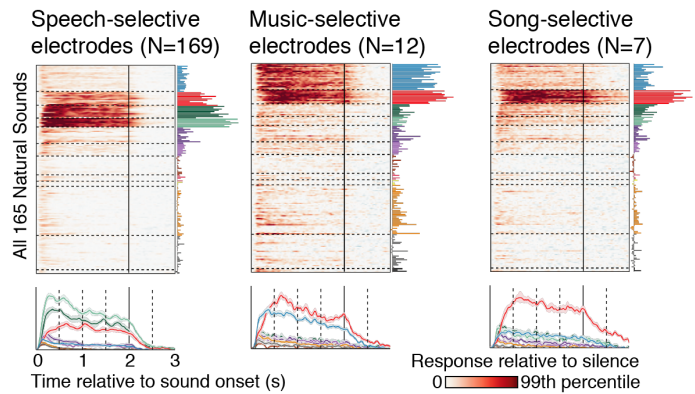 Speech-selective
electrodes (N=169)
Music-selective
electrodes (N=12)
Song-selective
electrodes (N=7)
All 165 Natural Sounds
0 1 2 3
Time relative to sound onset (s)
Response relative to silence
0 99th percentile